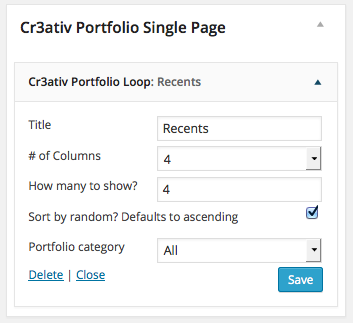 Cr3ativ Portfolio Single Page
Cr3ativ Portfolio Loop: Recents
Title Recents
# of Columns 4
How many to show? 4
Sort by random? Defaults to ascending
Portfolio category All
Delete | Close Save